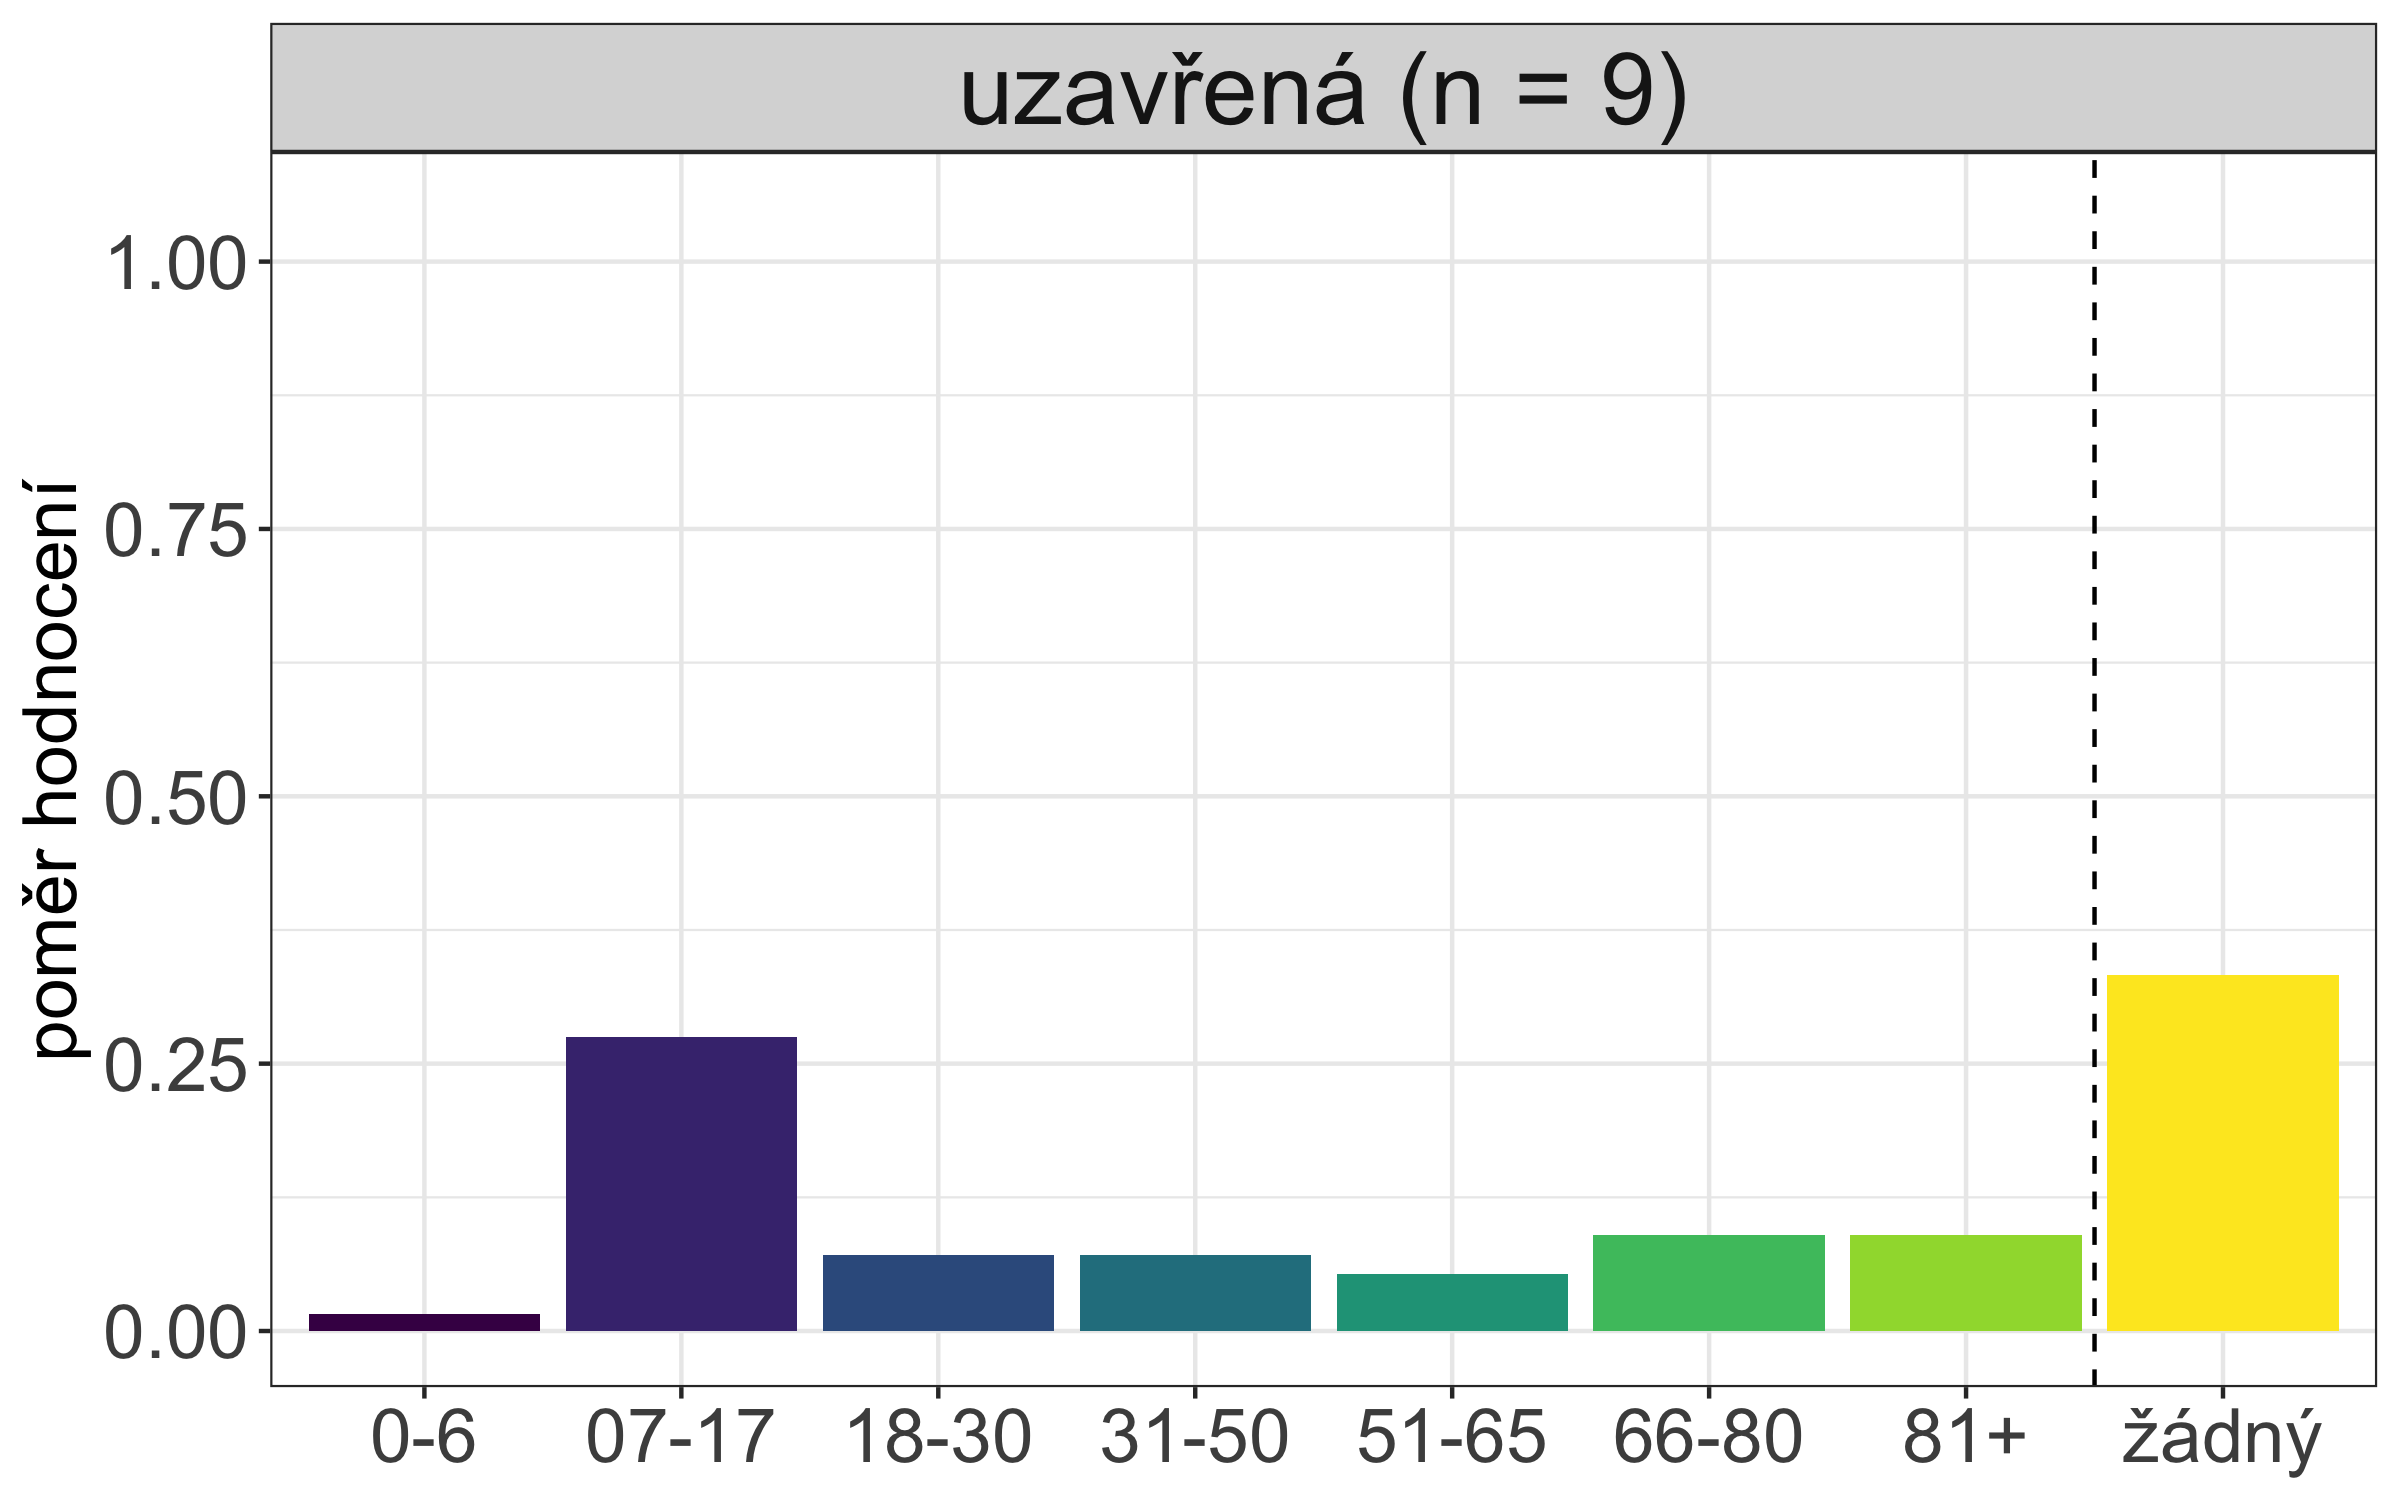 uzavřená (n = 9)
poměr hodnocení
1.00
0.75
0.50
0.25
0.00
0-6 07-17 18-30 31-50 51-65 66-80 81+ žádný